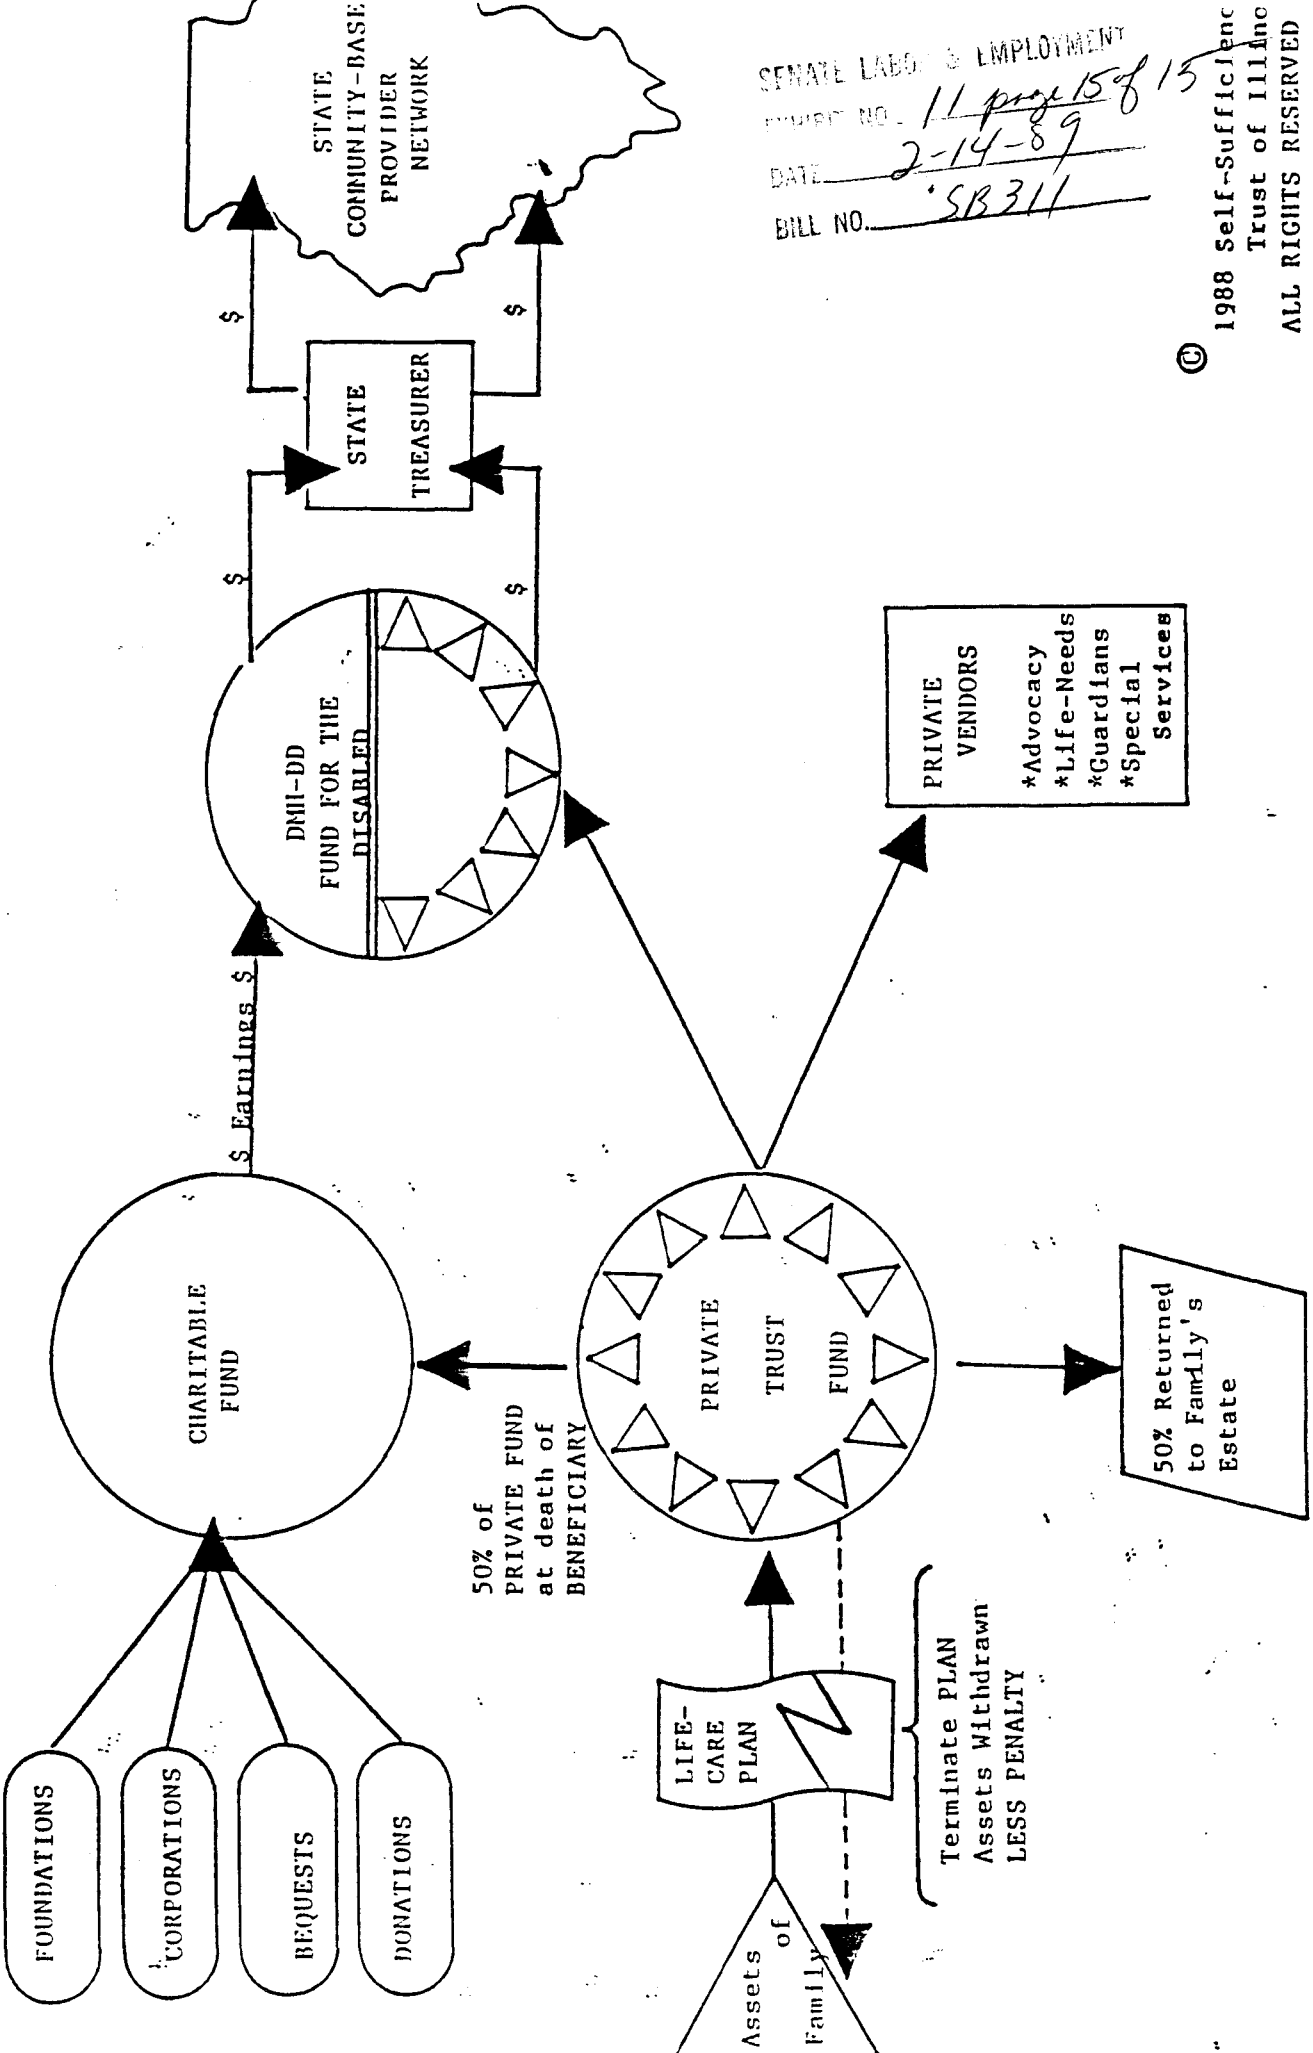 FOUNDATIONS
CORPORATIONS
BEQUESTS
DONATIONS
CHARITABLE
FUND
$ Earnings $
DMH-DD
FUND FOR THE
DISABLED
$
$
STATE
TREASURER
$
$
STATE
COMMUNITY-BASE
PROVIDER
NETWORK
50% of
PRIVATE FUND
at death of
BENEFICIARY
Assets
of
Family
LIFE-
CARE
PLAN
Terminate PLAN
Assets Withdrawn
LESS PENALTY
PRIVATE
TRUST
FUND
50% Returned
to Family's
Estate
PRIVATE
VENDORS
*Advocacy
*Life-Needs
*Guardians
*Special
Services
SENATE LABOR & EMPLOYMENT
EXHIBIT NO. 11 page 15 of 15
DATE 2-14-89
BILL NO. SB311
© 1988 Self-Sufficienc
Trust of Illino
ALL RIGHTS RESERVED